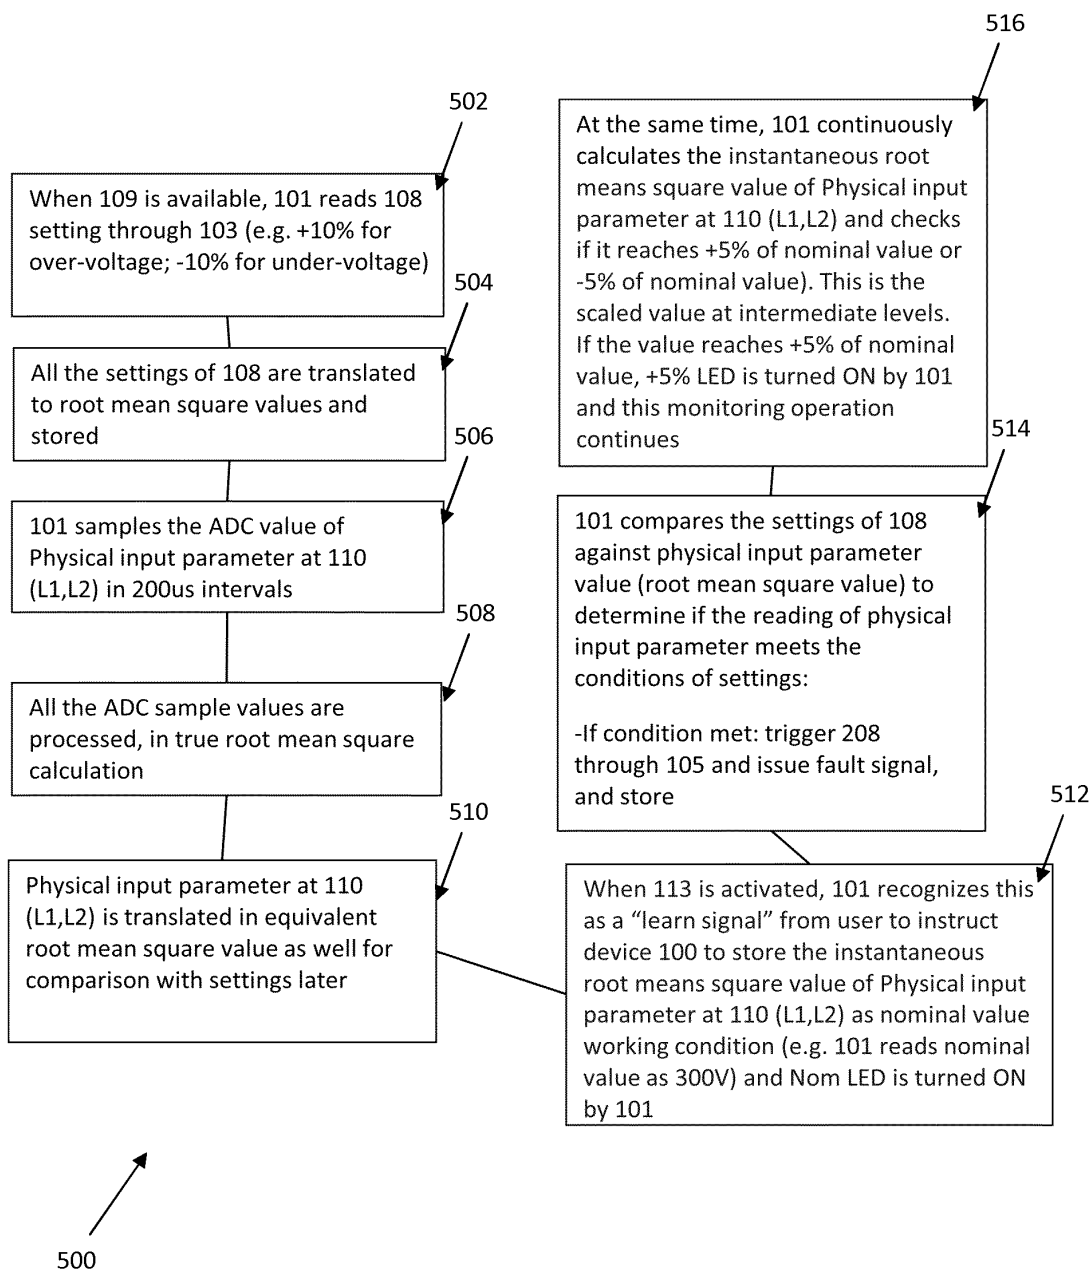 502
When 109 is available, 101 reads 108
setting through 103 (e.g. +10% for
over-voltage; -10% for under-voltage)
504
All the settings of 108 are translated
to root mean square values and
stored
506
101 samples the ADC value of
Physical input parameter at 110
(L1,L2) in 200us intervals
508
All the ADC sample values are
processed, in true root mean square
calculation
510
Physical input parameter at 110
(L1,L2) is translated in equivalent
root mean square value as well for
comparison with settings later
512
When 113 is activated, 101 recognizes this
as a “learn signal” from user to instruct
device 100 to store the instantaneous
root means square value of Physical input
parameter at 110 (L1,L2) as nominal value
working condition (e.g. 101 reads nominal
value as 300V) and Nom LED is turned ON
by 101
514
101 compares the settings of 108
against physical input parameter
value (root mean square value) to
determine if the reading of physical
input parameter meets the
conditions of settings:
-If condition met: trigger 208
through 105 and issue fault signal,
and store
516
At the same time, 101 continuously
calculates the instantaneous root
means square value of Physical input
parameter at 110 (L1,L2) and checks
if it reaches +5% of nominal value or
-5% of nominal value). This is the
scaled value at intermediate levels.
If the value reaches +5% of nominal
value, +5% LED is turned ON by 101
and this monitoring operation
continues
500